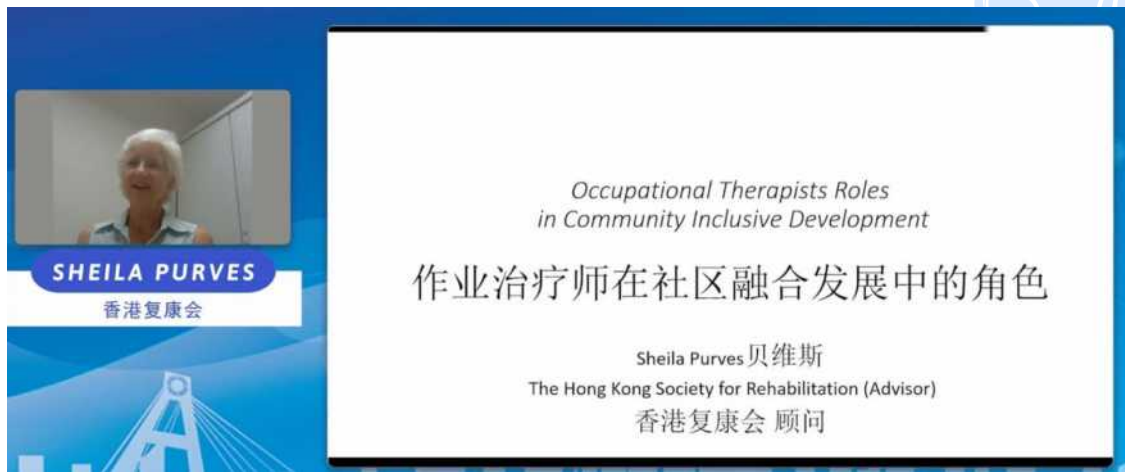 SHEILA PURVES
香港复康会
Occupational Therapists Roles
in Community Inclusive Development
作业治疗师在社区融合发展中的角色
Sheila Purves贝维斯
The Hong Kong Society for Rehabilitation (Advisor)
香港复康会 顾问